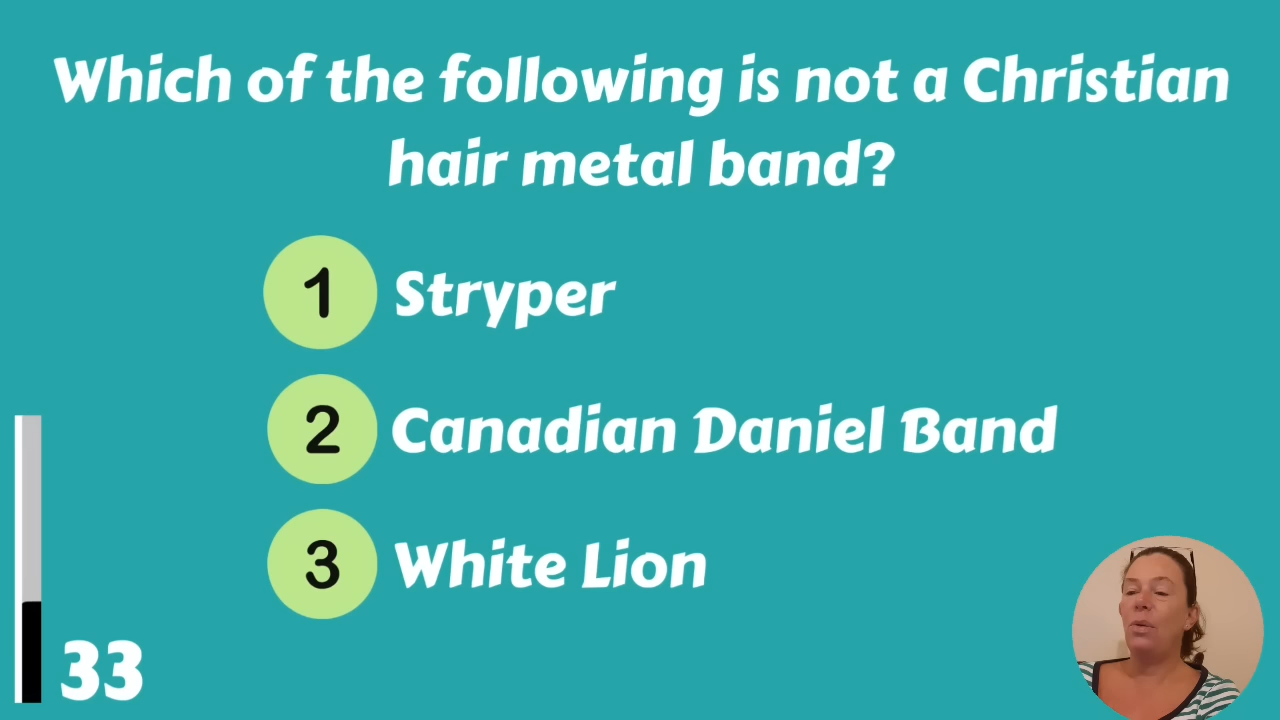 Which of the following is not a Christian
hair metal band?
1 Stryper
2 Canadian Daniel Band
3 White Lion
33